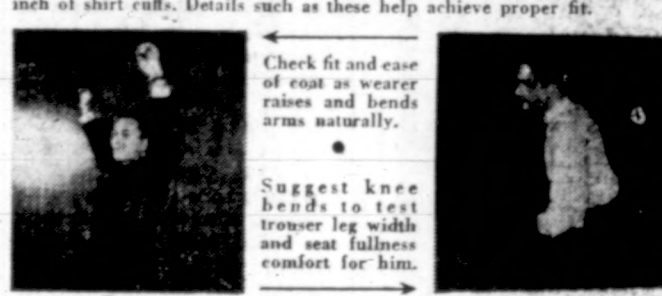 inch of shirt cuffs. Details such as these help achieve proper fit.
Check fit and ease
of coat as wearer
raises and bends
arms naturally.
Suggest knee
bends to test
trouser leg width
and seat fullness
comfort for him.